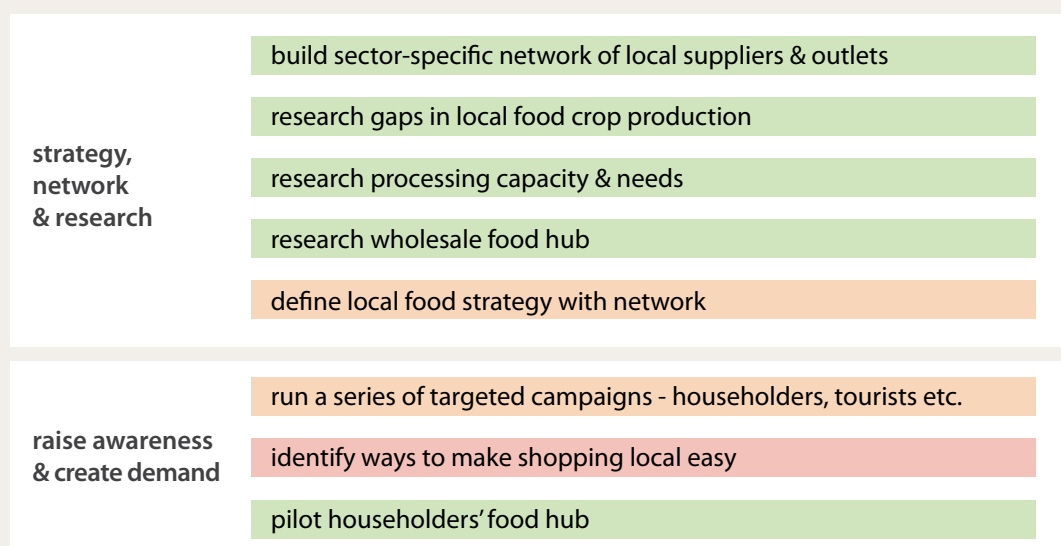 strategy,
network
& research
build sector-specific network of local suppliers & outlets
research gaps in local food crop production
research processing capacity & needs
research wholesale food hub
define local food strategy with network
raise awareness
& create demand
run a series of targeted campaigns - householders, tourists etc.
identify ways to make shopping local easy
pilot householders' food hub